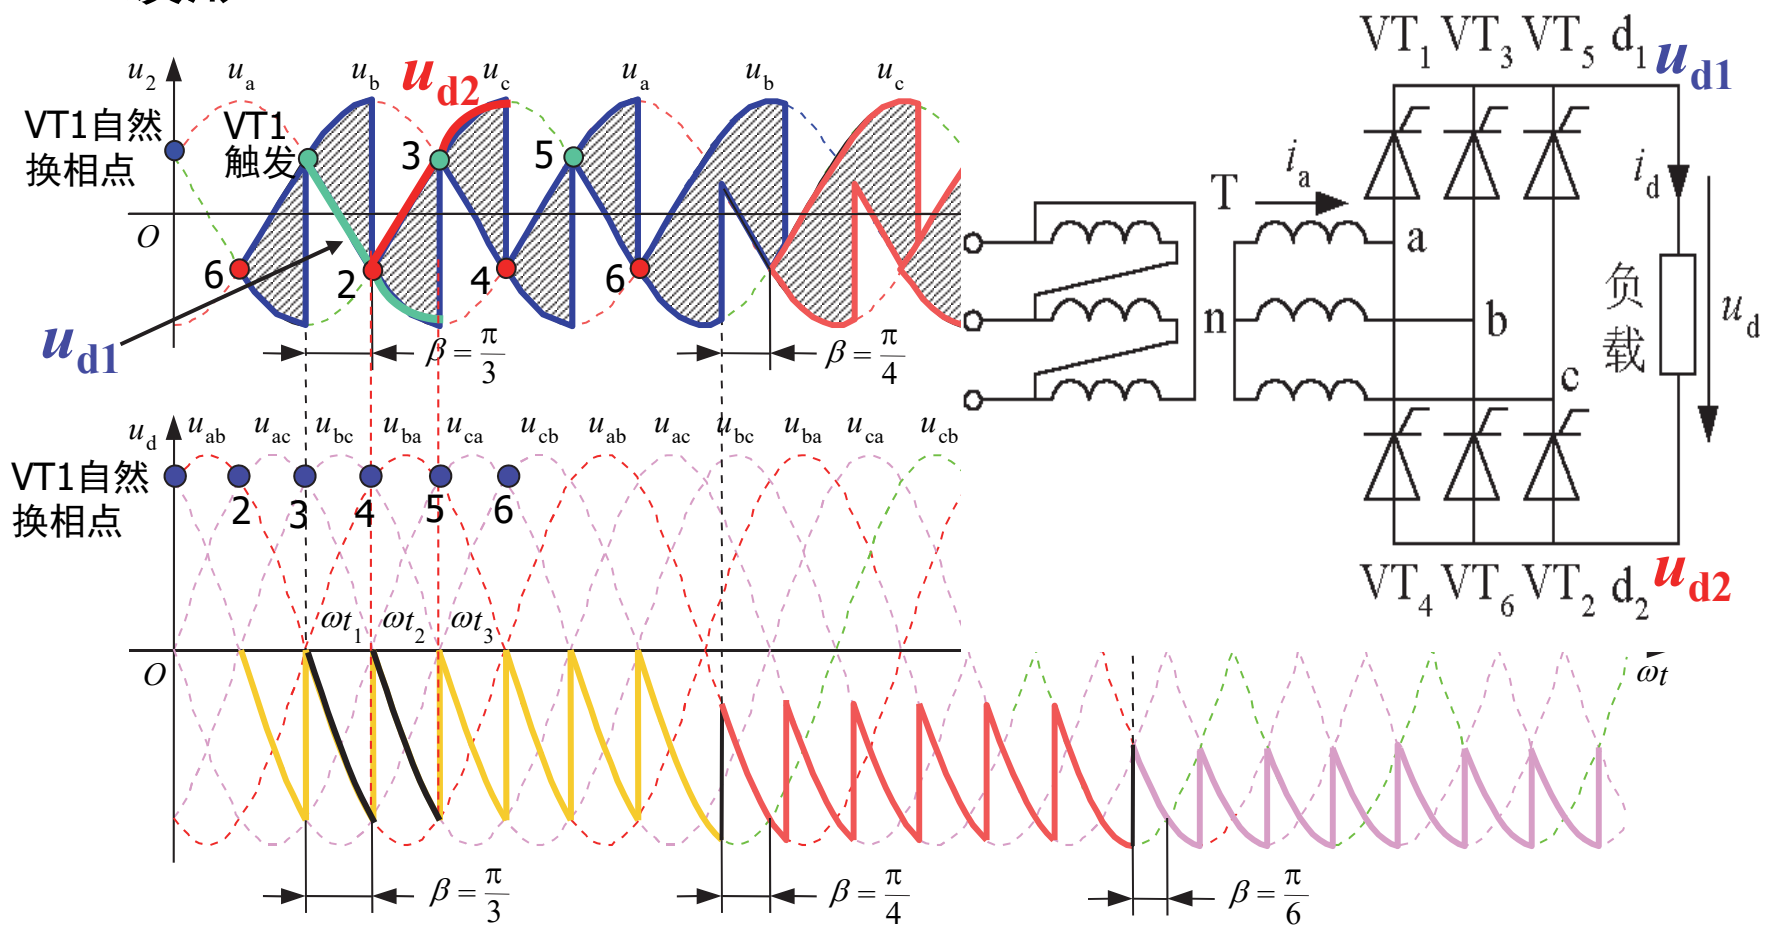 VT1 VT3 VT5 d1 ud1
u2 ua ub ud2 uc ua ub uc
VT1自然
换相点
VT1
触发
3
5
O
6
2
4
6
ud1
β = π/3
β = π/4
T
ia
id
a
n
b
c
负
载
ud
VT4 VT6 VT2 d2 ud2
ud uab uac ubc uba uca ucb uab uac ubc uba uca ucb
VT1自然
换相点
2 3 4 5 6
ωt1 ωt2 ωt3
O
ωt
β = π/3
β = π/4
β = π/6